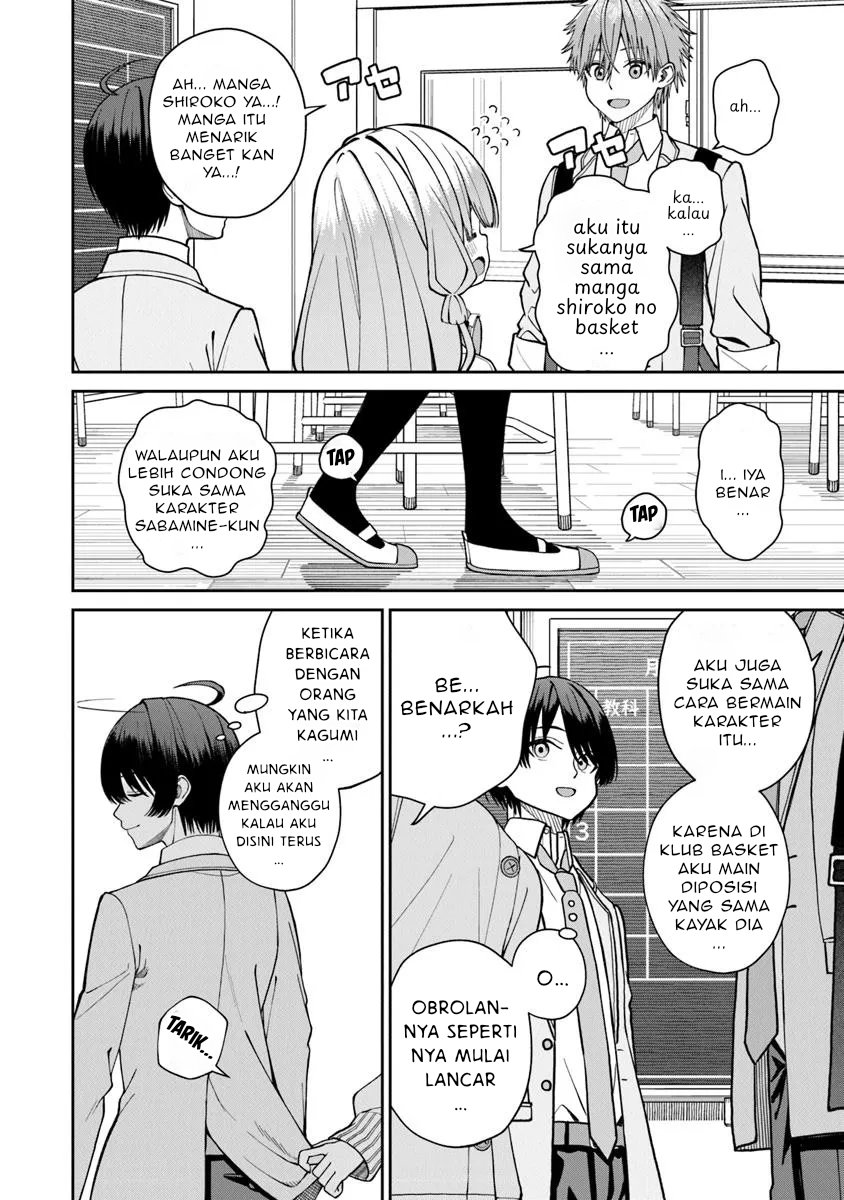 ah...
ka...
kalau
...
aku itu
sukanya
sama
manga
shiroko no
basket
...
アセ
アセ
AH... MANGA
SHIROKO YA...!
MANGA ITU
MENARIK
BANGET KAN
YA...!
I... IYA
BENAR
...
TAP
TAP
WALAUPUN AKU
LEBIH CONDONG
SUKA SAMA
KARAKTER
SABAMINE-KUN
...
AKU JUGA
SUKA SAMA
CARA BERMAIN
KARAKTER
ITU...
KARENA DI
KLUB BASKET
AKU MAIN
DIPOSISI
YANG SAMA
KAYAK DIA
...
月
教科
3
BE...
BENARKAH
...?
O...
OBROLAN-
NYA SEPERTI
NYA MULAI
LANCAR
...
KETIKA
BERBICARA
DENGAN
ORANG
YANG KITA
KAGUMI
...
MUNGKIN
AKU AKAN
MENGGANGGU
KALAU AKU
DISINI TERUS
...
TARIK...